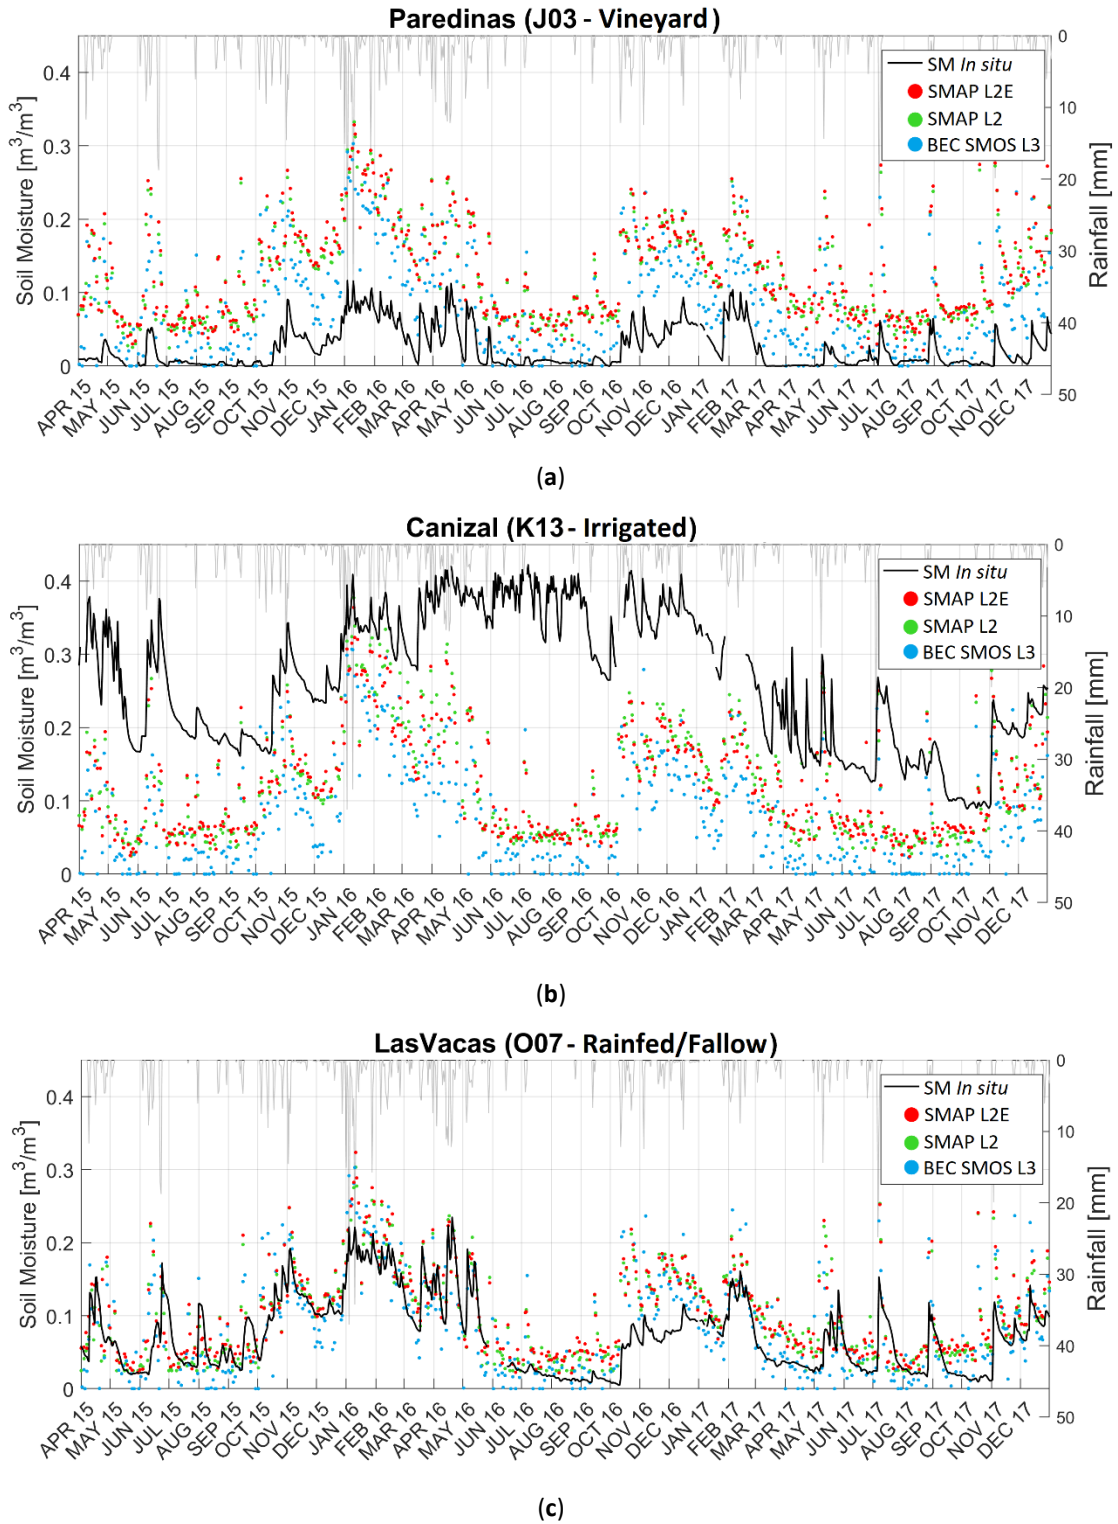 Paredinas (J03 - Vineyard)
Soil Moisture [m³/m³]
0.4
0.3
0.2
0.1
0
SM In situ
SMAP L2E
SMAP L2
BEC SMOS L3
0
10
20
30
40
50
Rainfall [mm]
APR 15 MAY 15 JUN 15 JUL 15 AUG 15 SEP 15 OCT 15 NOV 15 DEC 15 JAN 16 FEB 16 MAR 16 APR 16 MAY 16 JUN 16 JUL 16 AUG 16 SEP 16 OCT 16 NOV 16 DEC 16 JAN 17 FEB 17 MAR 17 APR 17 MAY 17 JUN 17 JUL 17 AUG 17 SEP 17 OCT 17 NOV 17 DEC 17
(a)
Canizal (K13 - Irrigated)
Soil Moisture [m³/m³]
0.4
0.3
0.2
0.1
0
SM In situ
SMAP L2E
SMAP L2
BEC SMOS L3
0
10
20
30
40
50
Rainfall [mm]
APR 15 MAY 15 JUN 15 JUL 15 AUG 15 SEP 15 OCT 15 NOV 15 DEC 15 JAN 16 FEB 16 MAR 16 APR 16 MAY 16 JUN 16 JUL 16 AUG 16 SEP 16 OCT 16 NOV 16 DEC 16 JAN 17 FEB 17 MAR 17 APR 17 MAY 17 JUN 17 JUL 17 AUG 17 SEP 17 OCT 17 NOV 17 DEC 17
(b)
LasVacas (O07 - Rainfed/Fallow)
Soil Moisture [m³/m³]
0.4
0.3
0.2
0.1
0
SM In situ
SMAP L2E
SMAP L2
BEC SMOS L3
0
10
20
30
40
50
Rainfall [mm]
APR 15 MAY 15 JUN 15 JUL 15 AUG 15 SEP 15 OCT 15 NOV 15 DEC 15 JAN 16 FEB 16 MAR 16 APR 16 MAY 16 JUN 16 JUL 16 AUG 16 SEP 16 OCT 16 NOV 16 DEC 16 JAN 17 FEB 17 MAR 17 APR 17 MAY 17 JUN 17 JUL 17 AUG 17 SEP 17 OCT 17 NOV 17 DEC 17
(c)